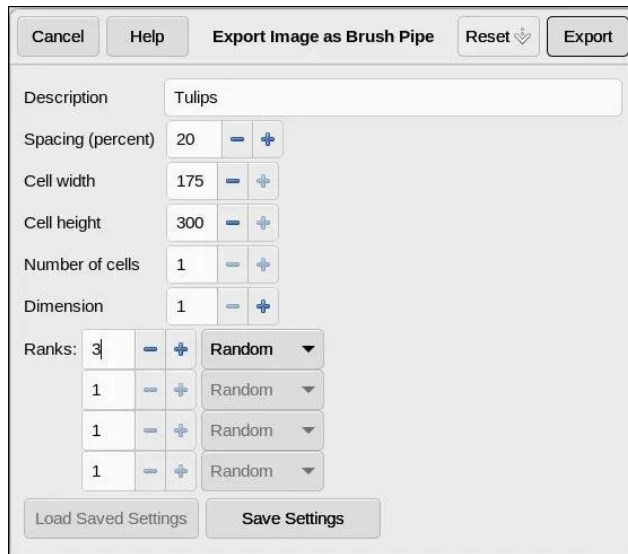 Cancel Help Export Image as Brush Pipe Reset Export
Description Tulips
Spacing (percent) 20
Cell width 175
Cell height 300
Number of cells 1
Dimension 1
Ranks: 3 Random
1 Random
1 Random
1 Random
Load Saved Settings Save Settings